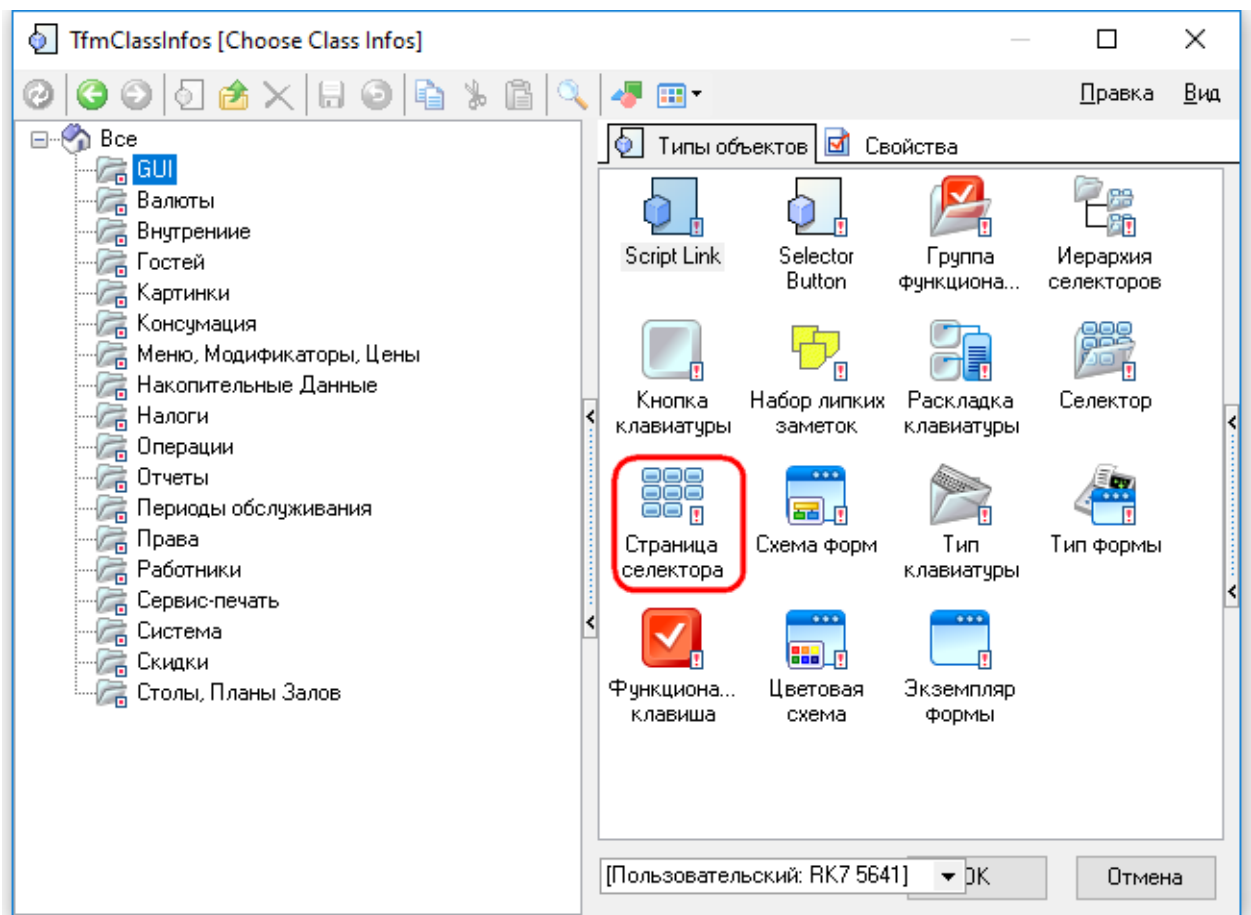 TfmClassInfos [Choose Class Infos]
Правка Вид
Все
GUI
Валюты
Внутрениие
Гостей
Картинки
Консумация
Меню, Модификаторы, Цены
Накопительные Данные
Налоги
Операции
Отчеты
Периоды обслуживания
Права
Работники
Сервис-печать
Система
Скидки
Столы, Планы Залов
Типы объектов Свойства
Script Link
Selector
Button
Группа
функциона...
Иерархия
селекторов
Кнопка
клавиатуры
Набор липких
заметок
Раскладка
клавиатуры
Селектор
Страница
селектора
Схема форм
Тип
клавиатуры
Тип формы
Функциона...
клавиша
Цветовая
схема
Экземпляр
формы
[Пользовательский: RK7 5641] OK Отмена